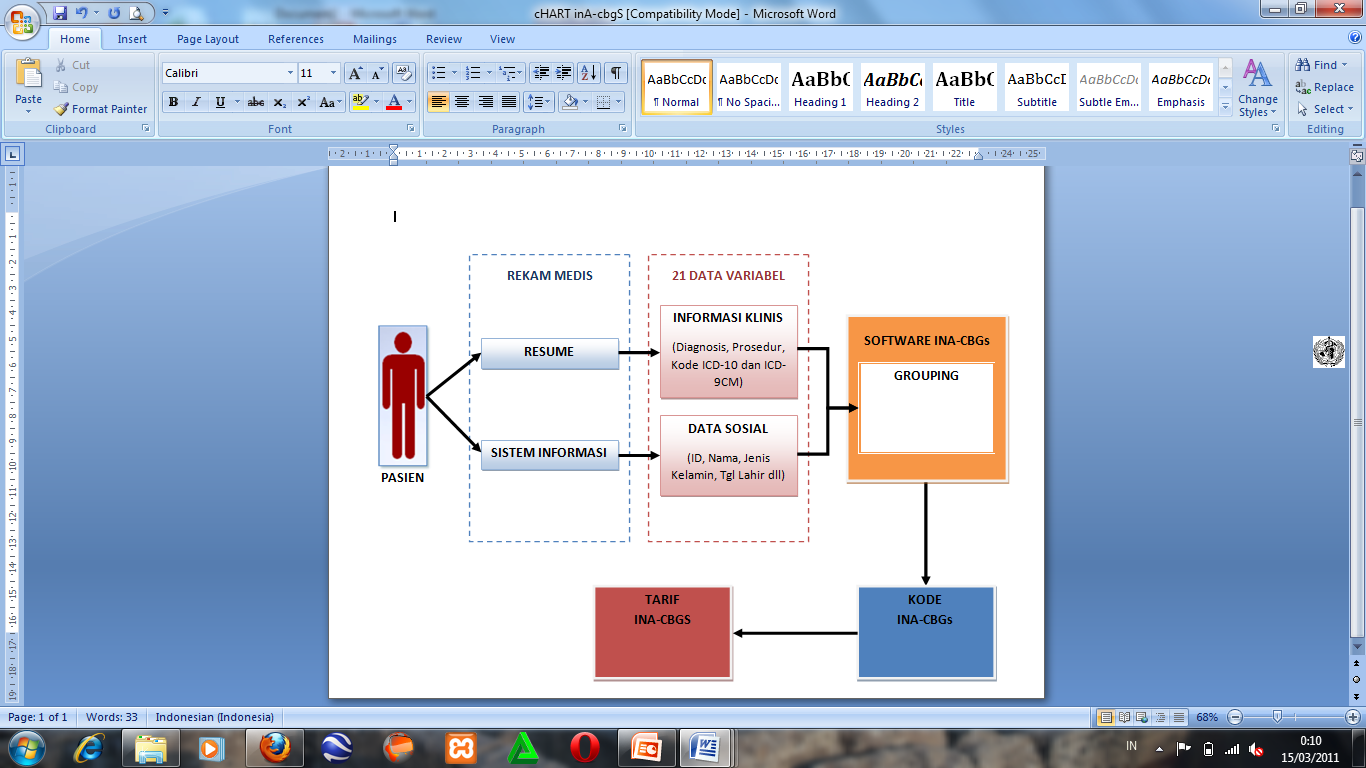 Document1 - Microsoft Word
cHART inA-cbgS [Compatibility Mode] - Microsoft Word
Home Insert Page Layout References Mailings Review View
Paste
Cut
Copy
Format Painter
Clipboard
Calibri 11
Font
Paragraph
AaBbCcDc AaBbCcDc AaBbC AaBbCc AaBbC AaBbCcI AaBbCcDc AaBbCcDc
¶ Normal ¶ No Spaci... Heading 1 Heading 2 Title Subtitle Subtle Em... Emphasis
Change
Styles
Styles
Find
Replace
Select
Editing
REKAM MEDIS
21 DATA VARIABEL
PASIEN
RESUME
SISTEM INFORMASI
INFORMASI KLINIS
(Diagnosis, Prosedur,
Kode ICD-10 dan ICD-
9CM)
DATA SOSIAL
(ID, Nama, Jenis
Kelamin, Tgl Lahir dll)
SOFTWARE INA-CBGs
GROUPING
KODE
INA-CBGs
TARIF
INA-CBGS
Page: 1 of 1 Words: 33 Indonesian (Indonesia)
68%
IN
0:10
15/03/2011